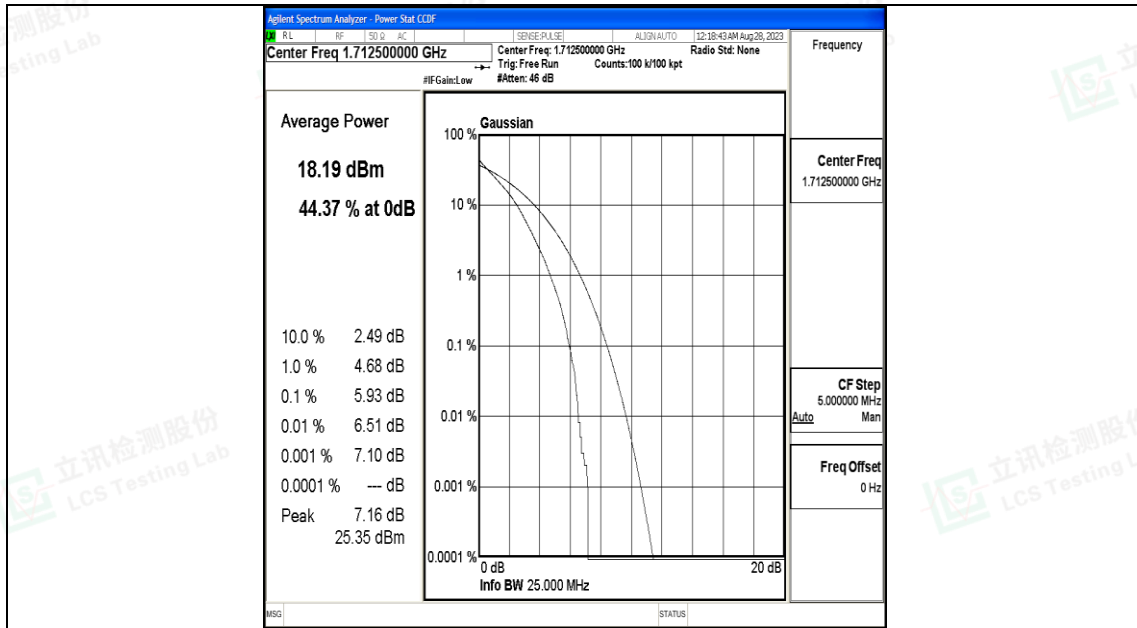 Agilent Spectrum Analyzer - Power Stat CCDF
RL RF 50 Ω AC SENSE:PULSE ALIGN AUTO 12:18:43 AM Aug 28, 2023
Center Freq 1.712500000 GHz
Center Freq: 1.712500000 GHz Radio Std: None
Trig: Free Run Counts:100 k/100 kpt
#IFGain:Low #Atten: 46 dB
Frequency
Average Power
18.19 dBm
44.37 % at 0dB
10.0 % 2.49 dB
1.0 % 4.68 dB
0.1 % 5.93 dB
0.01 % 6.51 dB
0.001 % 7.10 dB
0.0001 % --- dB
Peak 7.16 dB
25.35 dBm
Gaussian
100 %
10 %
1 %
0.1 %
0.01 %
0.001 %
0.0001 %
0 dB 20 dB
Info BW 25.000 MHz
Center Freq
1.712500000 GHz
CF Step
5.000000 MHz
Auto Man
Freq Offset
0 Hz
MSG STATUS
立讯检测股份
LCS Testing Lab